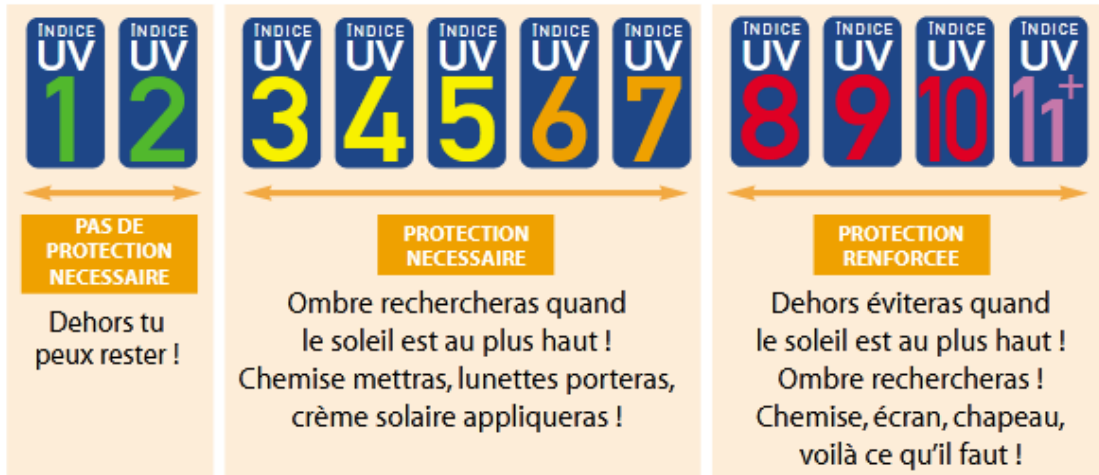 INDICE UV 1
INDICE UV 2
PAS DE
PROTECTION
NECESSAIRE
Dehors tu
peux rester !
INDICE UV 3
INDICE UV 4
INDICE UV 5
INDICE UV 6
INDICE UV 7
PROTECTION
NECESSAIRE
Ombre rechercheras quand
le soleil est au plus haut !
Chemise mettras, lunettes porteras,
crème solaire appliqueras !
INDICE UV 8
INDICE UV 9
INDICE UV 10
INDICE UV 11+
PROTECTION
RENFORCEE
Dehors éviteras quand
le soleil est au plus haut !
Ombre rechercheras !
Chemise, écran, chapeau,
voilà ce qu'il faut !